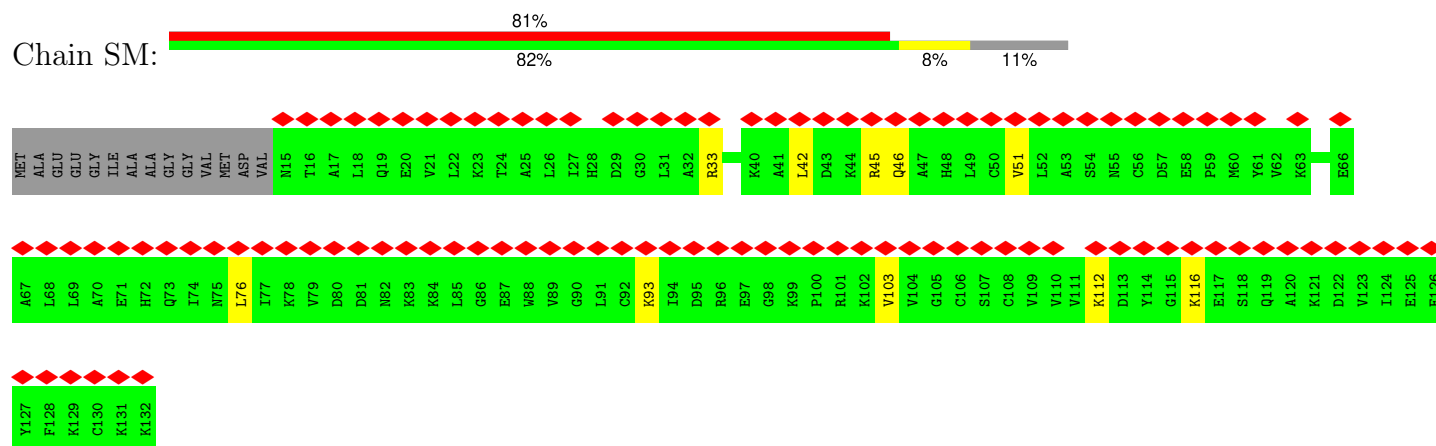 81%
Chain SM:
82% 8% 11%
MET ALA GLU GLU GLY ILE ALA ALA GLY GLY VAL MET ASP VAL N15 T16 A17 L18 Q19 E20 V21 L22 K23 T24 A25 L26 I27 H28 D29 G30 L31 A32 R33 K40 A41 L42 D43 K44 R45 Q46 A47 H48 L49 C50 V51 L52 A53 S54 N55 C56 D57 E58 P59 M60 Y61 V62 K63 E66
A67 L68 L69 A70 E71 H72 Q73 I74 N75 L76 I77 K78 V79 D80 D81 N82 K83 K84 L85 G86 E87 W88 V89 G90 L91 C92 K93 I94 D95 R96 E97 G98 K99 P100 R101 K102 V103 V104 G105 C106 S107 C108 V109 V110 V111 K112 D113 Y114 G115 K116 E117 S118 Q119 A120 K121 D122 V123 I124 E125
Y127 F128 K129 C130 K131 K132